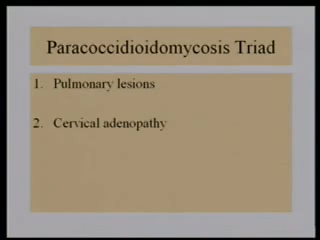 Paracoccidioidomycosis Triad
1. Pulmonary lesions
2. Cervical adenopathy